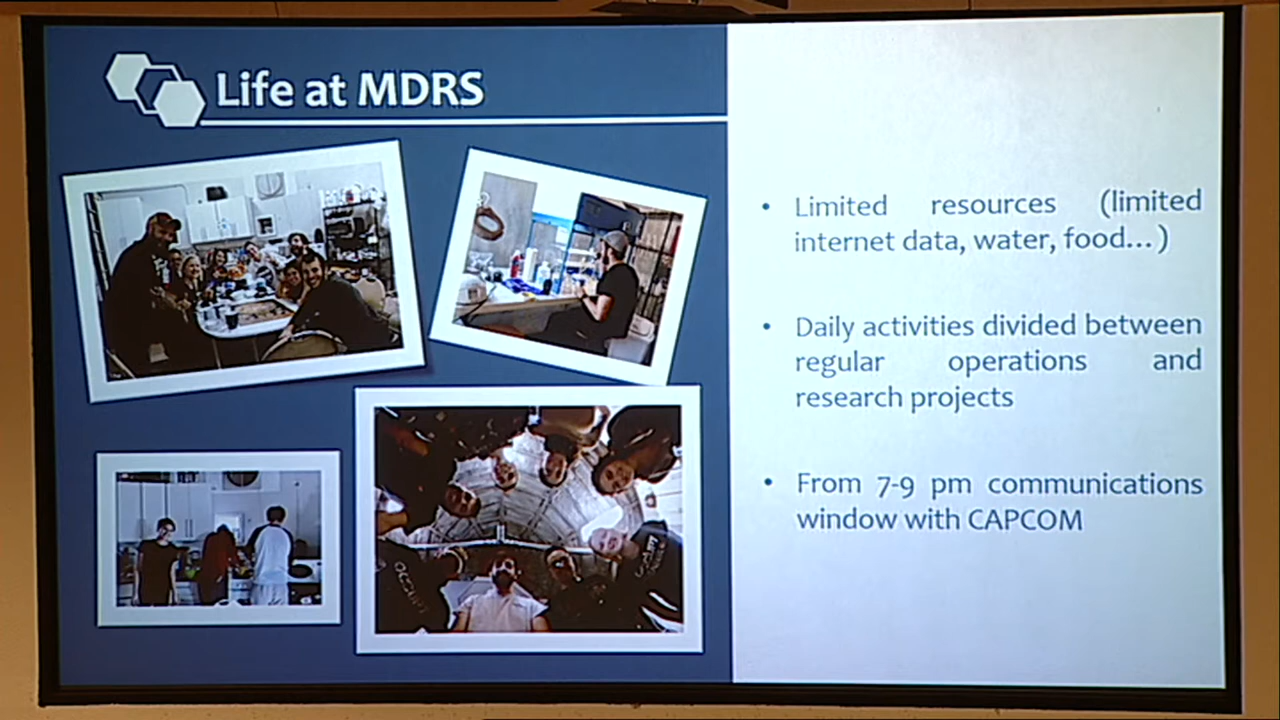 Life at MDRS
• Limited resources (limited
internet data, water, food...)
• Daily activities divided between
regular operations and
research projects
• From 7-9 pm communications
window with CAPCOM